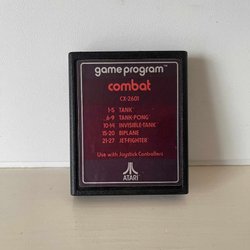 game program™
combat
CX-2601
1-5 TANK
6-9 TANK-PONG
10-14 INVISIBLE-TANK
15-20 BIPLANE
21-27 JET-FIGHTER
Use with Joystick Controllers
ATARI